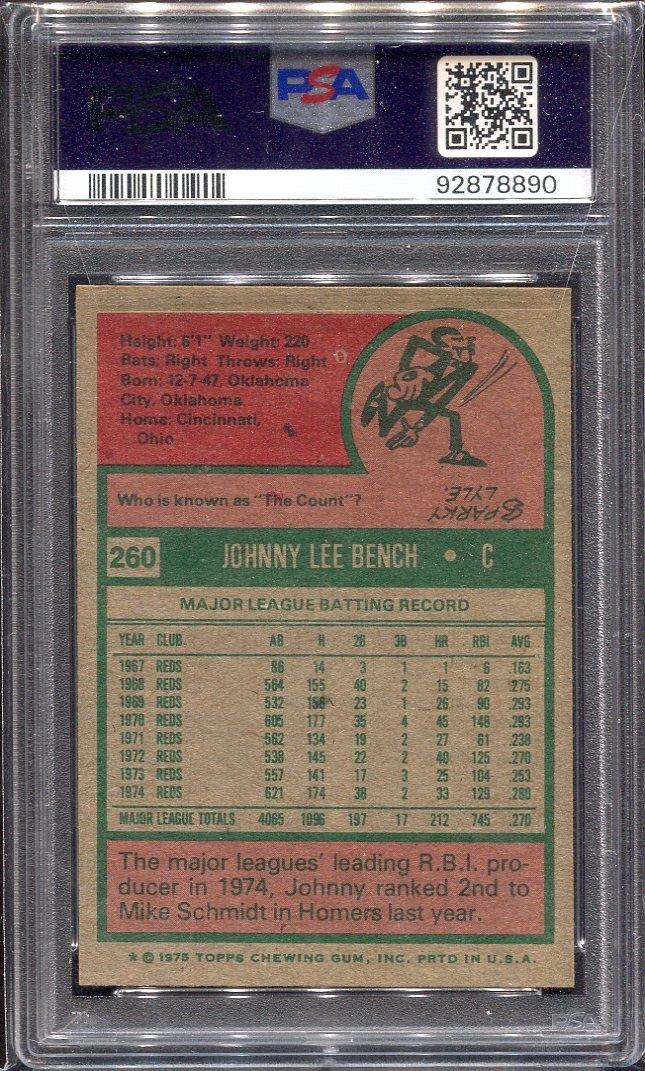 PSA
PSA
92878890
Height: 6'1" Weight: 220
Bats: Right Throws: Right
Born: 12-7-47, Oklahoma
City, Oklahoma
Home: Cincinnati,
Ohio
SPARKY
LYLE.
Who is known as "The Count"?
260 JOHNNY LEE BENCH • C
MAJOR LEAGUE BATTING RECORD
YEAR CLUB. AB H 2B 3B HR RBI AVG.
1967 REDS 86 14 3 1 1 6 .163
1968 REDS 564 155 40 2 15 82 .275
1969 REDS 532 156 23 1 26 90 .293
1970 REDS 605 177 35 4 45 148 .293
1971 REDS 562 134 19 2 27 61 .238
1972 REDS 538 145 22 2 40 125 .270
1973 REDS 557 141 17 3 25 104 .253
1974 REDS 621 174 38 2 33 129 .280
MAJOR LEAGUE TOTALS 4065 1096 197 17 212 745 .270
The major leagues' leading R.B.I. pro-
ducer in 1974, Johnny ranked 2nd to
Mike Schmidt in Homers last year.
* © 1975 TOPPS CHEWING GUM, INC. PRTD IN U.S.A.
PSA